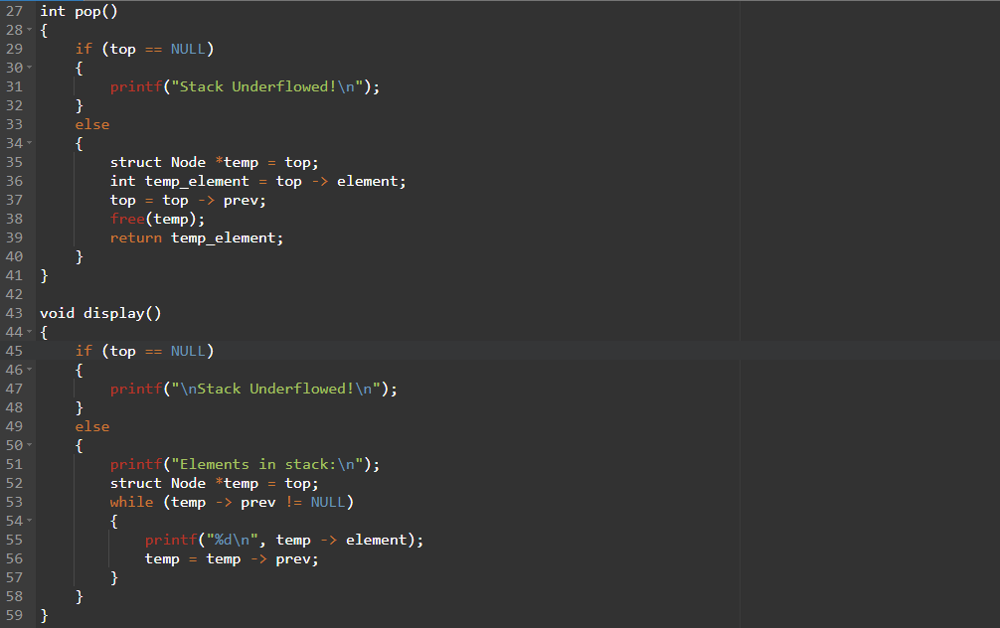 27 int pop()
28 {
29     if (top == NULL)
30     {
31         printf("Stack Underflowed!\n");
32     }
33     else
34     {
35         struct Node *temp = top;
36         int temp_element = top -> element;
37         top = top -> prev;
38         free(temp);
39         return temp_element;
40     }
41 }
42
43 void display()
44 {
45     if (top == NULL)
46     {
47         printf("\nStack Underflowed!\n");
48     }
49     else
50     {
51         printf("Elements in stack:\n");
52         struct Node *temp = top;
53         while (temp -> prev != NULL)
54         {
55             printf("%d\n", temp -> element);
56             temp = temp -> prev;
57         }
58     }
59 }